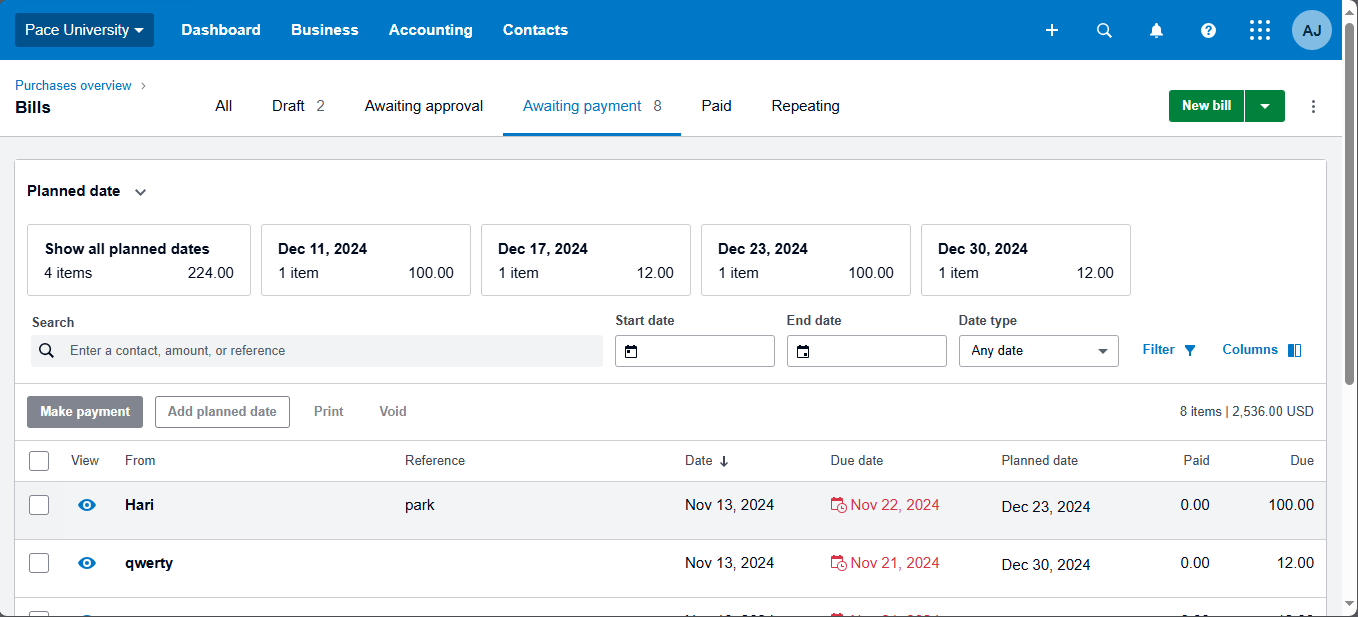 Pace University Dashboard Business Accounting Contacts AJ
Purchases overview
Bills
All Draft 2 Awaiting approval Awaiting payment 8 Paid Repeating New bill
Planned date
Show all planned dates Dec 11, 2024 Dec 17, 2024 Dec 23, 2024 Dec 30, 2024
4 items 224.00 1 item 100.00 1 item 12.00 1 item 100.00 1 item 12.00
Search Start date End date Date type
Enter a contact, amount, or reference Any date Filter Columns
Make payment Add planned date Print Void 8 items | 2,536.00 USD
View From Reference Date Due date Planned date Paid Due
Hari park Nov 13, 2024 Nov 22, 2024 Dec 23, 2024 0.00 100.00
qwerty Nov 13, 2024 Nov 21, 2024 Dec 30, 2024 0.00 12.00